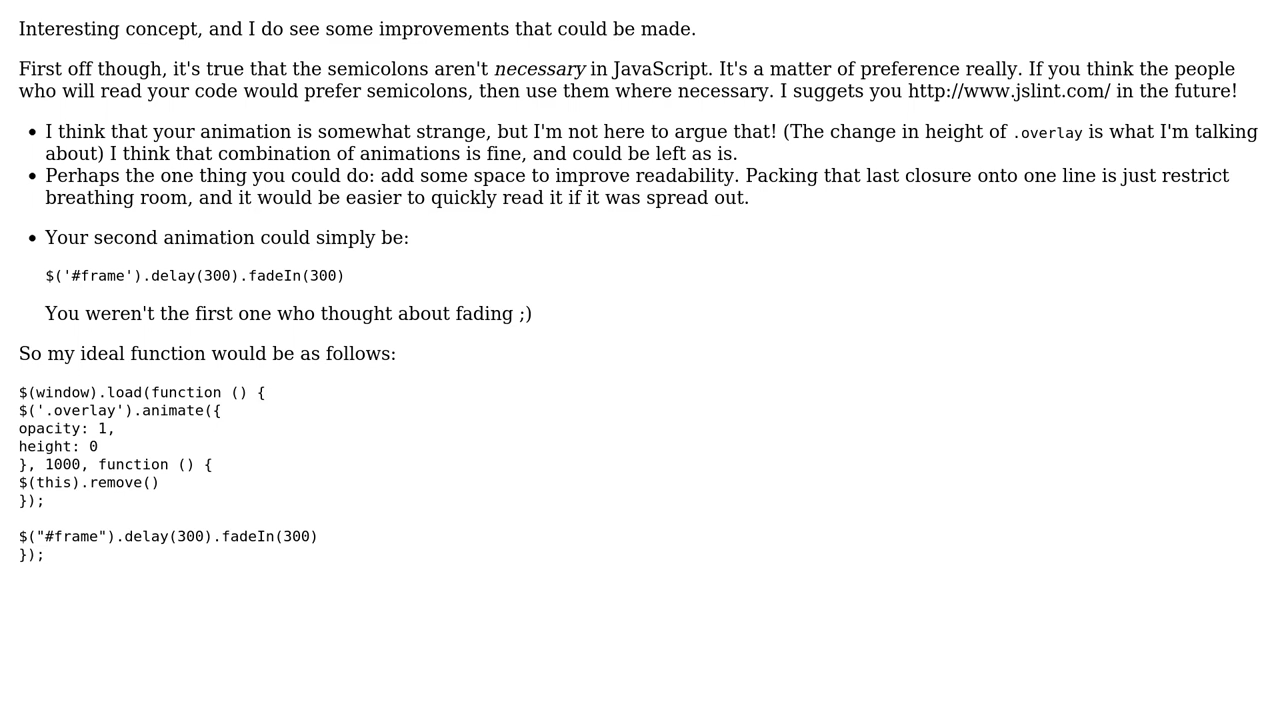 Interesting concept, and I do see some improvements that could be made.
First off though, it's true that the semicolons aren't necessary in JavaScript. It's a matter of preference really. If you think the people
who will read your code would prefer semicolons, then use them where necessary. I suggets you http://www.jslint.com/ in the future!
• I think that your animation is somewhat strange, but I'm not here to argue that! (The change in height of .overlay is what I'm talking
about) I think that combination of animations is fine, and could be left as is.
• Perhaps the one thing you could do: add some space to improve readability. Packing that last closure onto one line is just restrict
breathing room, and it would be easier to quickly read it if it was spread out.
• Your second animation could simply be:
$('#frame').delay(300).fadeIn(300)
You weren't the first one who thought about fading ;)
So my ideal function would be as follows:
$(window).load(function () {
$('.overlay').animate({
opacity: 1,
height: 0
}, 1000, function () {
$(this).remove()
});
$("#frame").delay(300).fadeIn(300)
});